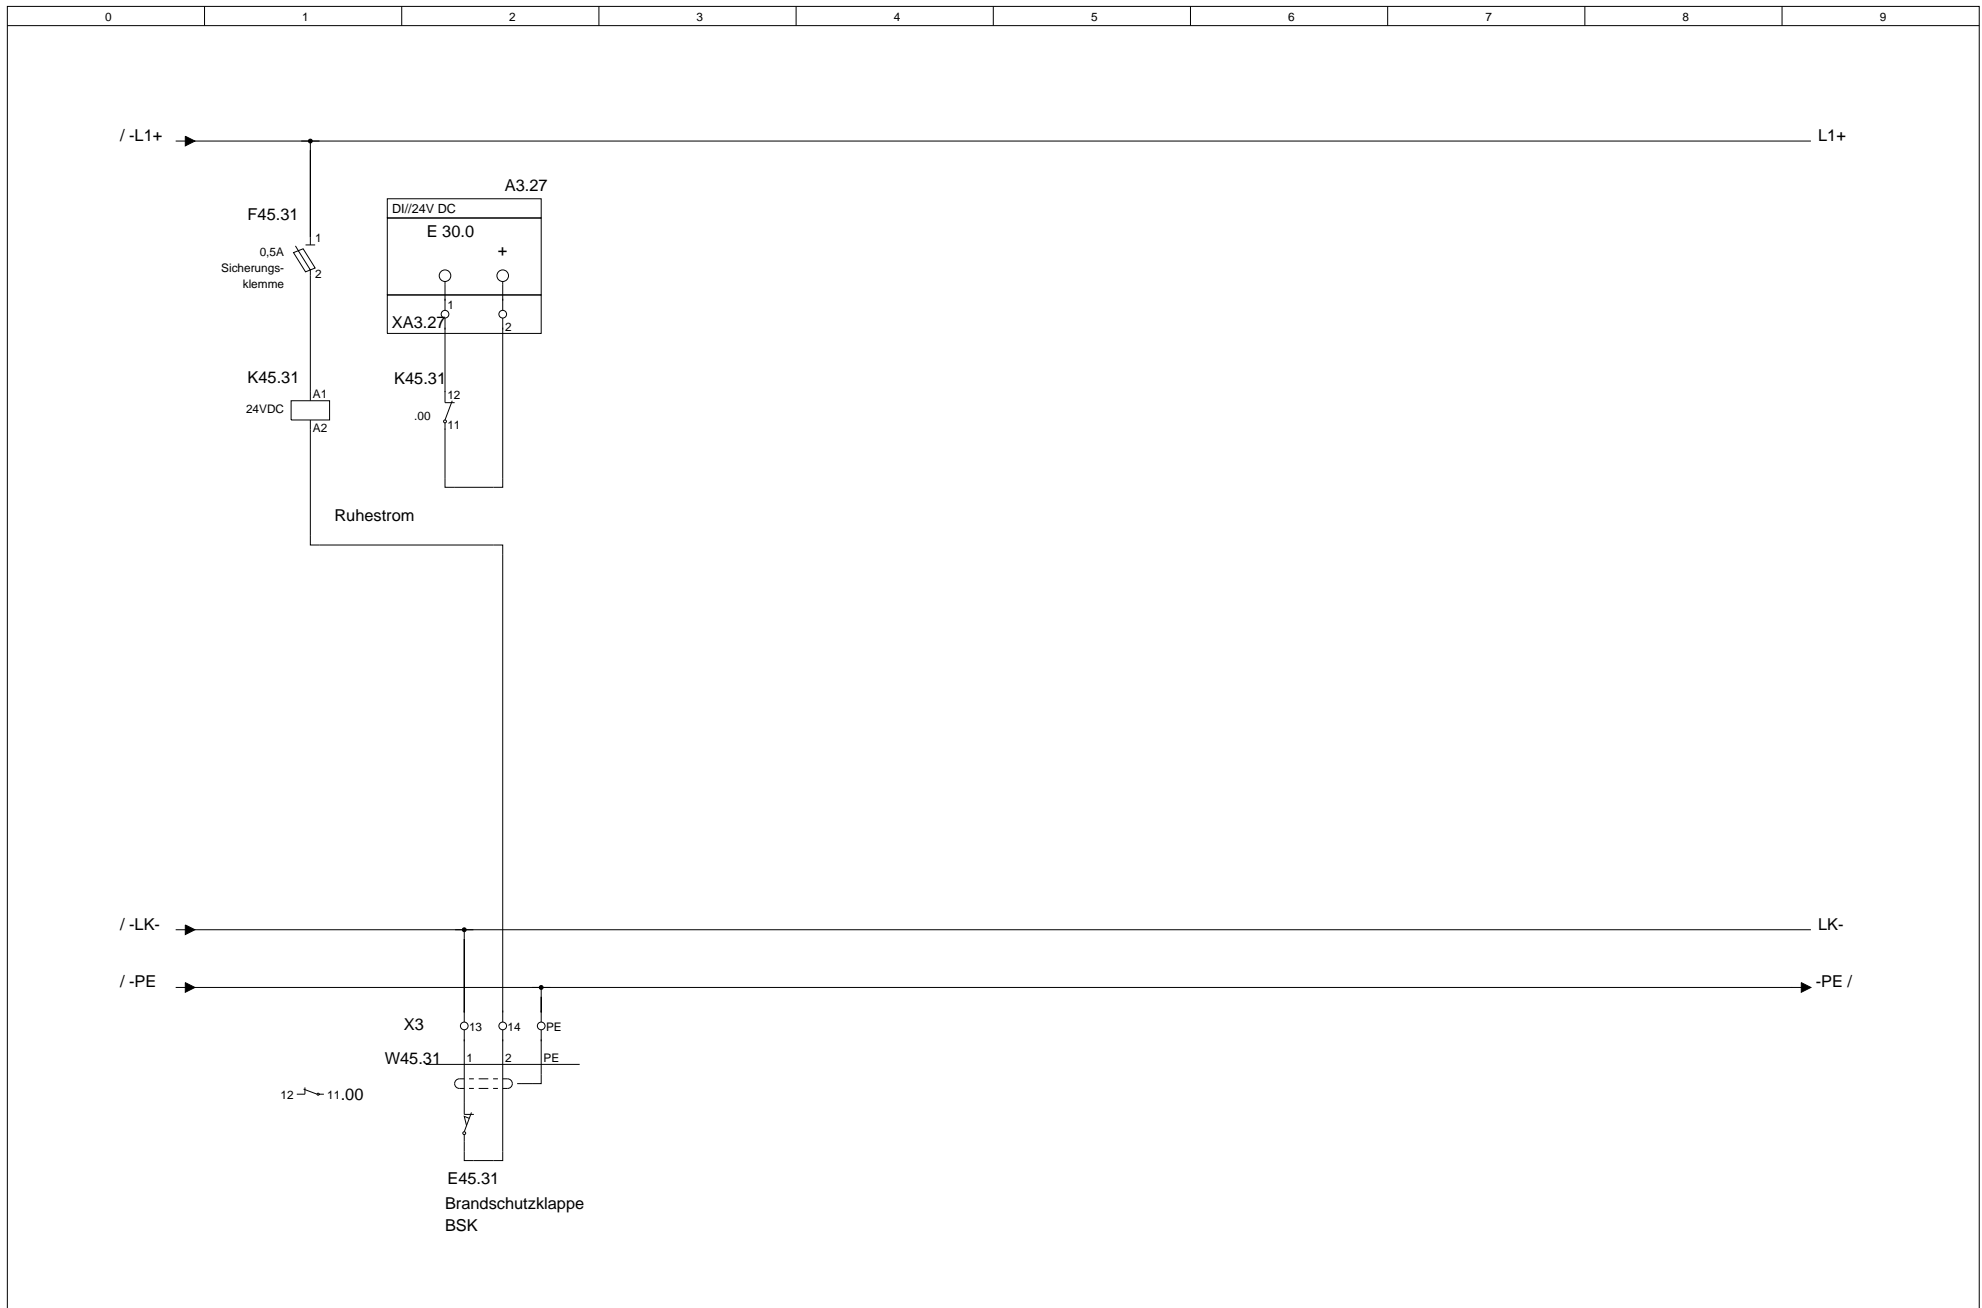 0 1 2 3 4 5 6 7 8 9
/ -L1+
L1+
A3.27
DI//24V DC
F45.31
E 30.0
1
+
0,5A
Sicherungs-
klemme
2
1
XA3.27
2
K45.31
K45.31
A1
12
24VDC
.00
A2
11
Ruhestrom
/ -LK-
LK-
/ -PE
-PE /
X3
13
14
PE
W45.31
1
2
PE
12
11.00
E45.31
Brandschutzklappe
BSK